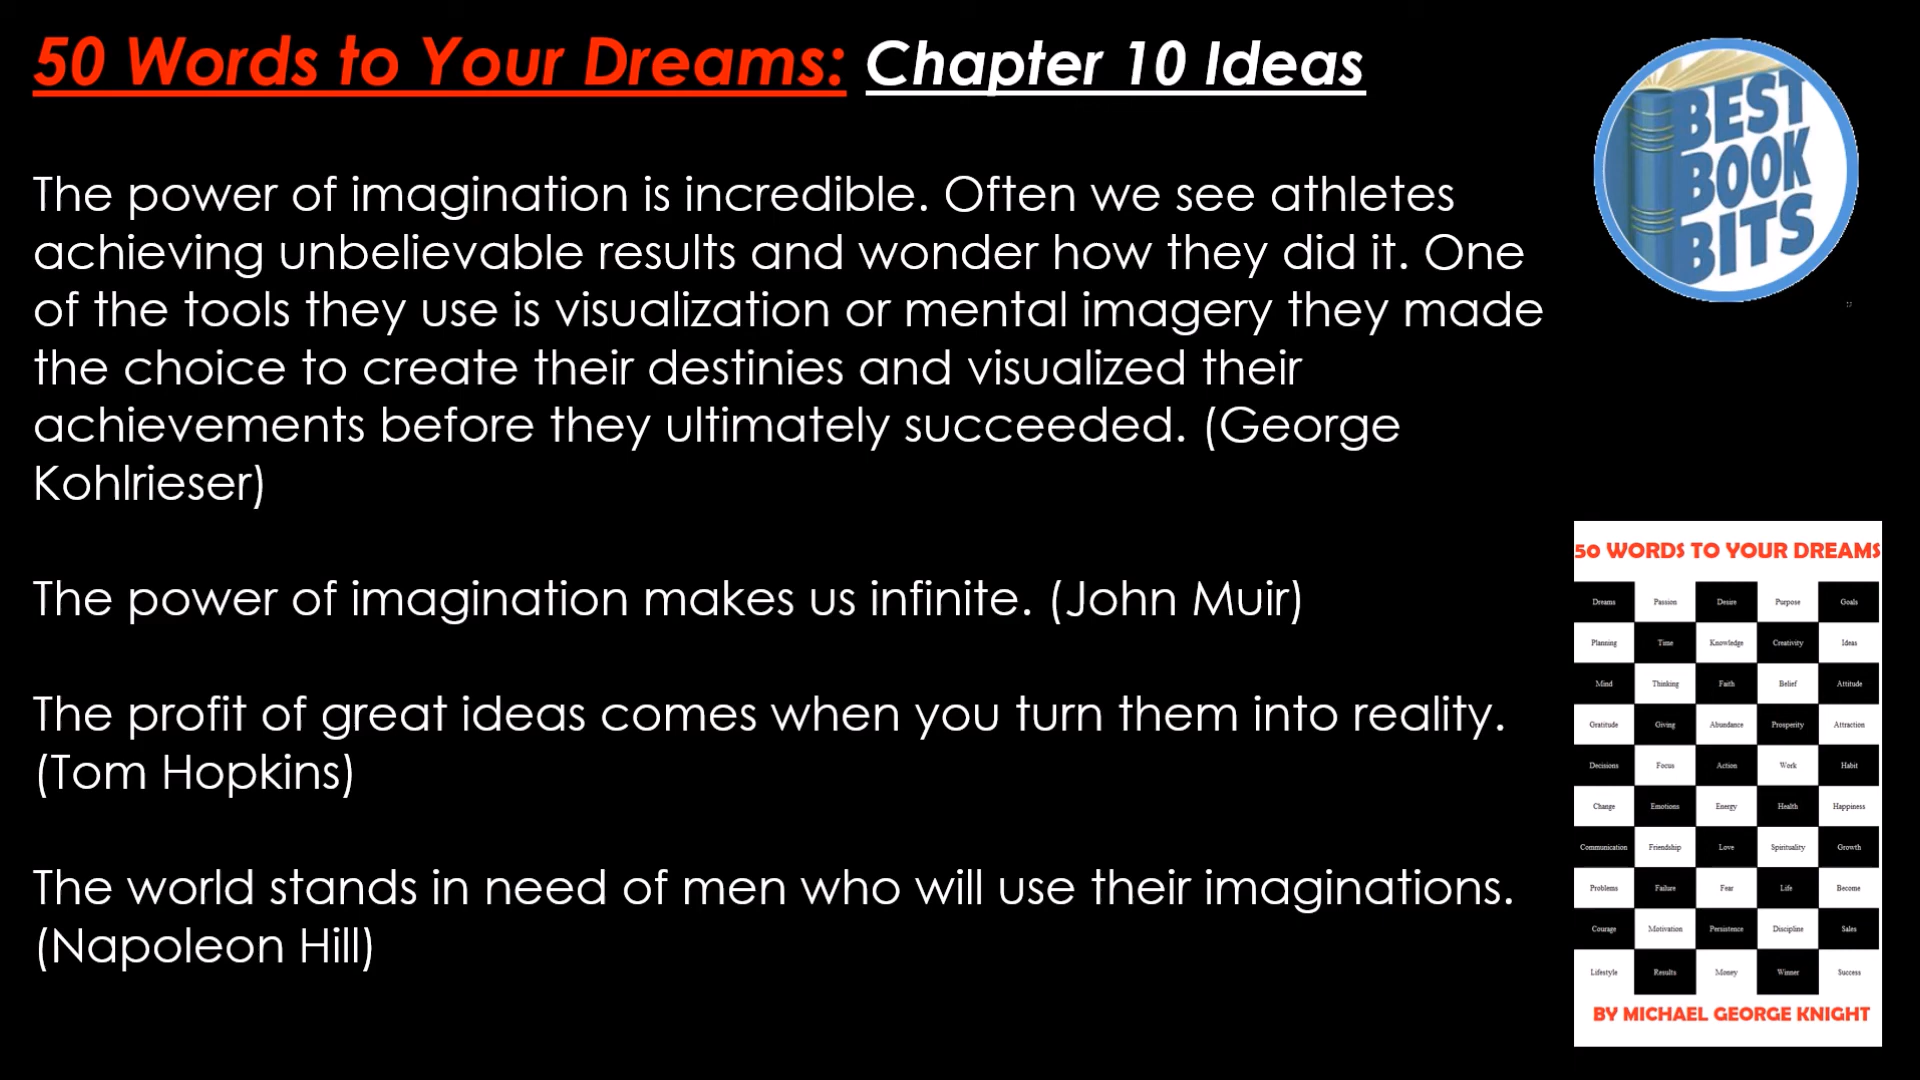 50 Words to Your Dreams: Chapter 10 Ideas
The power of imagination is incredible. Often we see athletes
achieving unbelievable results and wonder how they did it. One
of the tools they use is visualization or mental imagery they made
the choice to create their destinies and visualized their
achievements before they ultimately succeeded. (George
Kohlrieser)
The power of imagination makes us infinite. (John Muir)
The profit of great ideas comes when you turn them into reality.
(Tom Hopkins)
The world stands in need of men who will use their imaginations.
(Napoleon Hill)
BEST
BOOK
BITS
50 WORDS TO YOUR DREAMS
Dreams Passion Desire Purpose Goals
Planning Time Knowledge Creativity Ideas
Mind Thinking Faith Belief Attitude
Gratitude Giving Abundance Prosperity Attraction
Decisions Focus Action Work Habit
Change Emotions Energy Health Happiness
Communication Friendship Love Spirituality Growth
Problems Failure Fear Life Become
Courage Motivation Persistence Discipline Sales
Lifestyle Results Money Winner Success
BY MICHAEL GEORGE KNIGHT